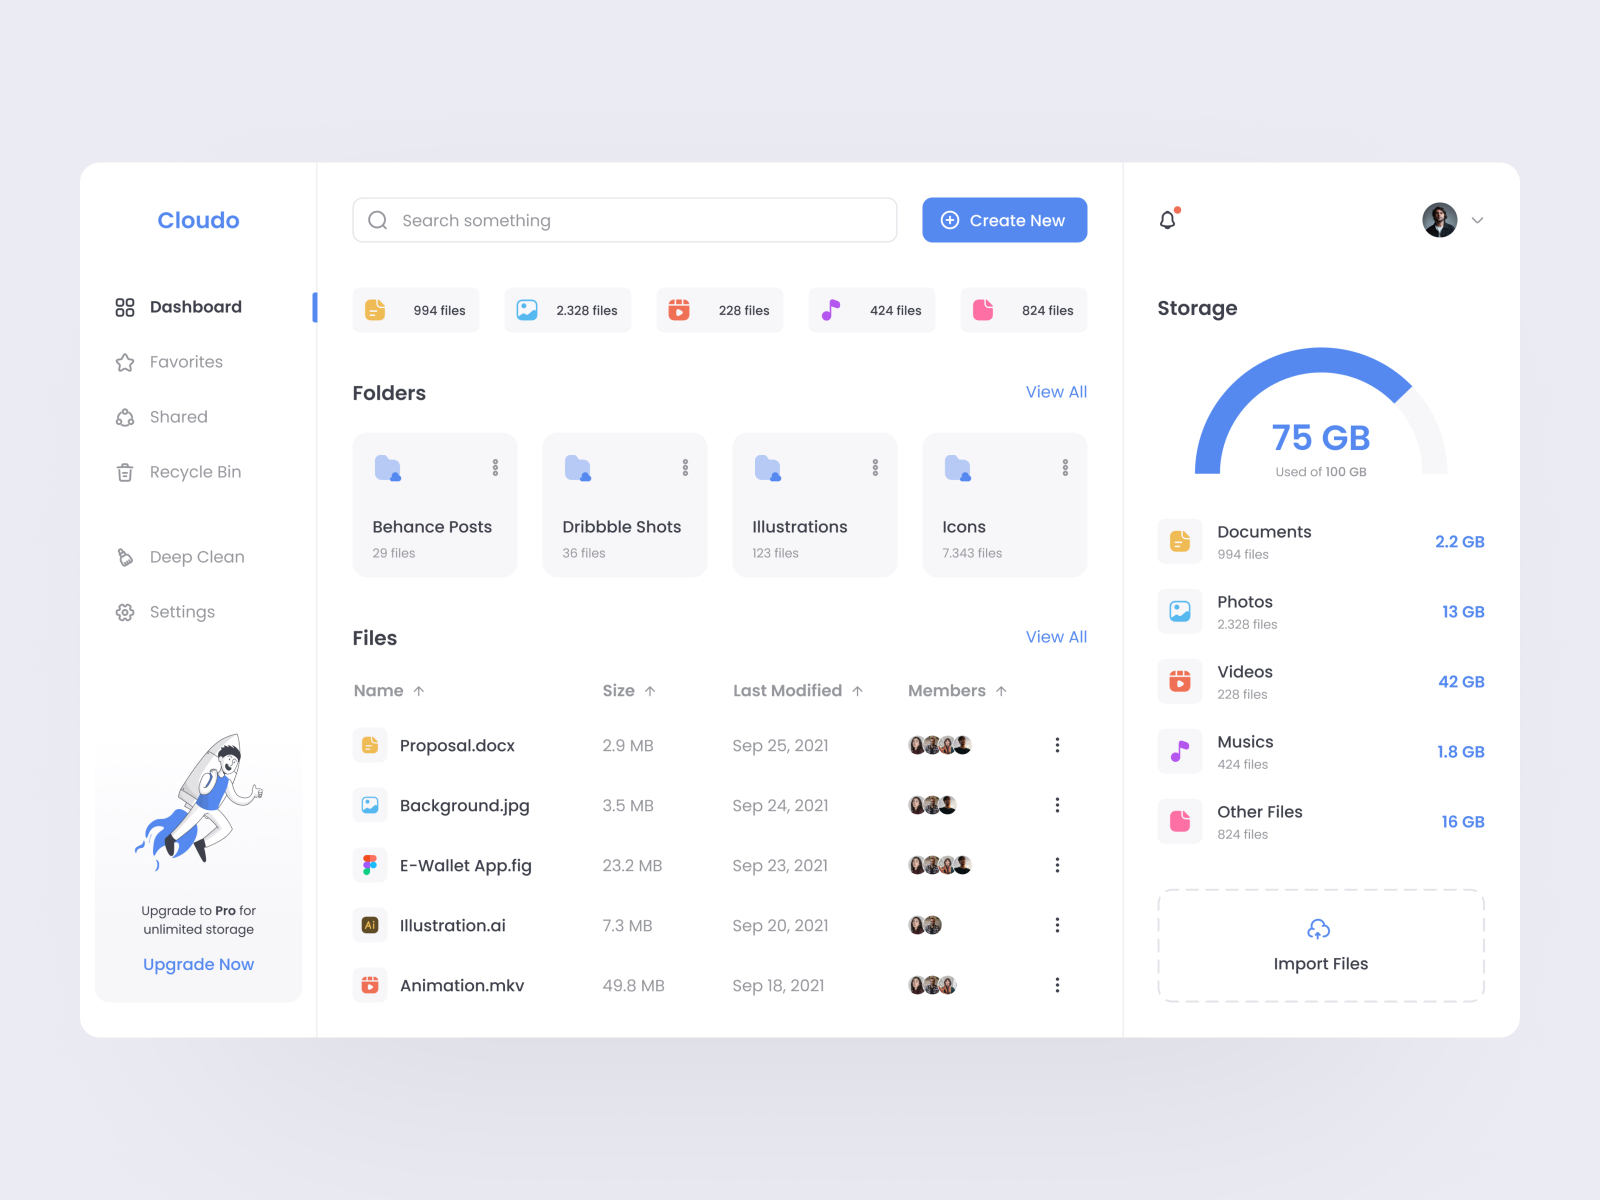 Cloudo
Dashboard
Favorites
Shared
Recycle Bin
Deep Clean
Settings
Upgrade to Pro for
unlimited storage
Upgrade Now
Search something
Create New
994 files
2.328 files
228 files
424 files
824 files
Folders
View All
Behance Posts
29 files
Dribbble Shots
36 files
Illustrations
123 files
Icons
7.343 files
Files
View All
Name Size Last Modified Members
Proposal.docx 2.9 MB Sep 25, 2021
Background.jpg 3.5 MB Sep 24, 2021
E-Wallet App.fig 23.2 MB Sep 23, 2021
Ai Illustration.ai 7.3 MB Sep 20, 2021
Animation.mkv 49.8 MB Sep 18, 2021
Storage
75 GB
Used of 100 GB
Documents
994 files
2.2 GB
Photos
2.328 files
13 GB
Videos
228 files
42 GB
Musics
424 files
1.8 GB
Other Files
824 files
16 GB
Import Files